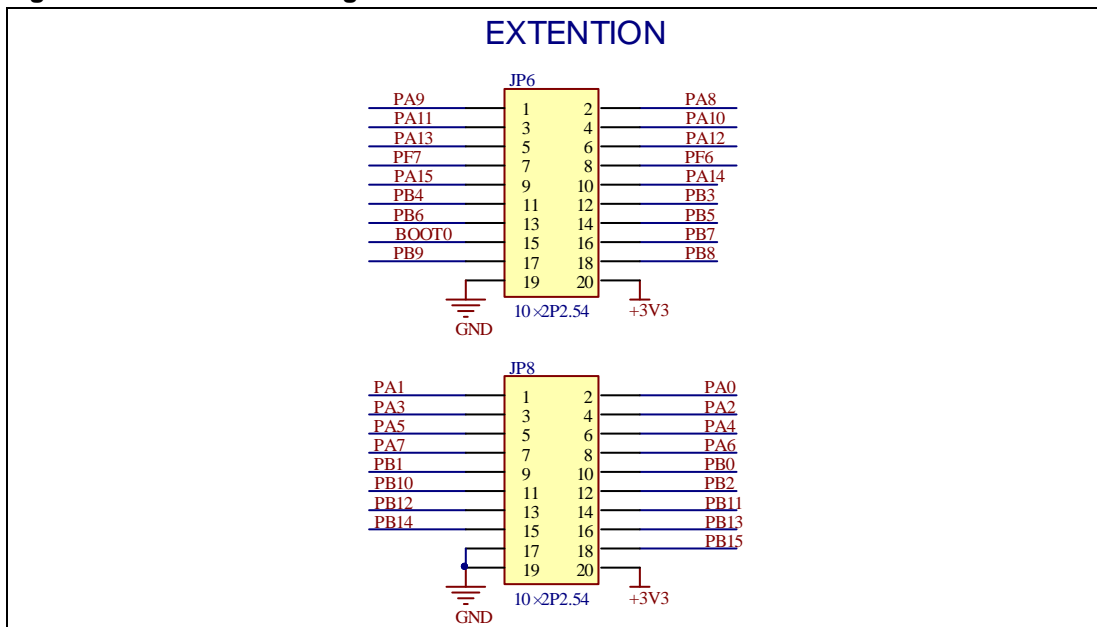 EXTENTION
JP6
PA9 1 2 PA8
PA11 3 4 PA10
PA13 5 6 PA12
PF7 7 8 PF6
PA15 9 10 PA14
PB4 11 12 PB3
PB6 13 14 PB5
BOOT0 15 16 PB7
PB9 17 18 PB8
19 20
10×2P2.54 +3V3
GND
JP8
PA1 1 2 PA0
PA3 3 4 PA2
PA5 5 6 PA4
PA7 7 8 PA6
PB1 9 10 PB0
PB10 11 12 PB2
PB12 13 14 PB11
PB14 15 16 PB13
17 18 PB15
19 20
10×2P2.54 +3V3
GND